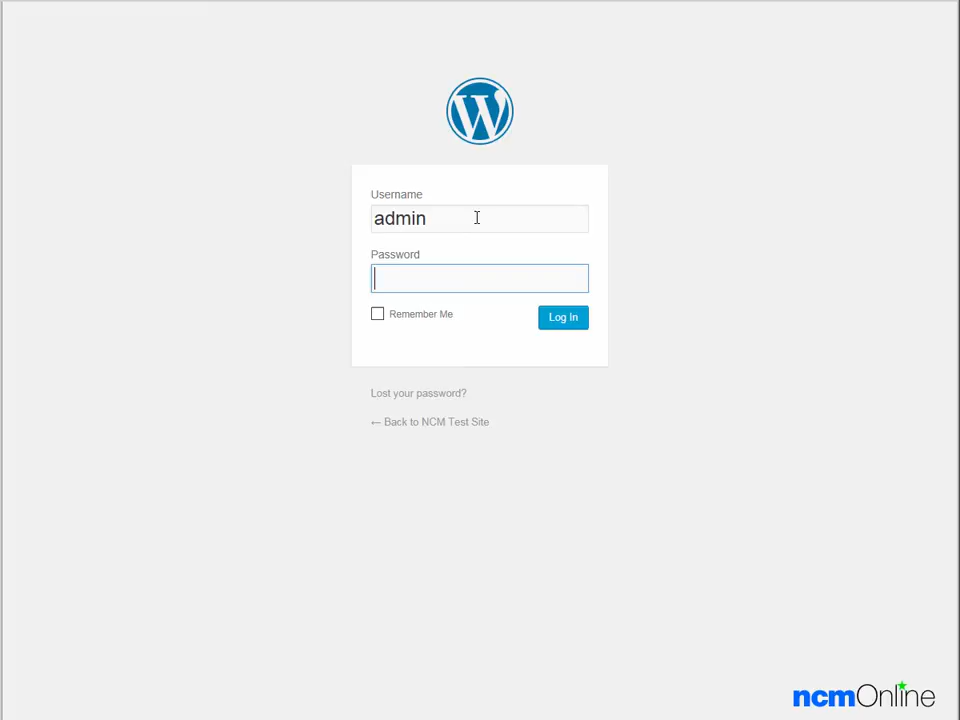 Username
admin
Password
Remember Me
Log In
Lost your password?
← Back to NCM Test Site
ncmOnline